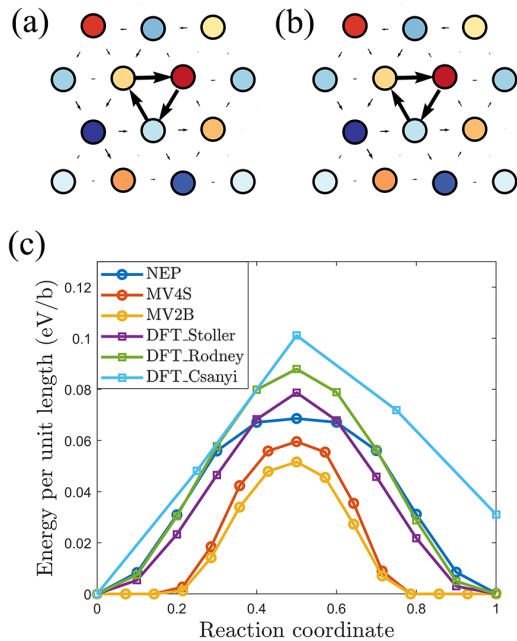 (a) (b)
(c)
Energy per unit length (eV/b)
0.12
0.1
0.08
0.06
0.04
0.02
0
NEP
MV4S
MV2B
DFT_Stoller
DFT_Rodney
DFT_Csanyi
0 0.2 0.4 0.6 0.8 1
Reaction coordinate